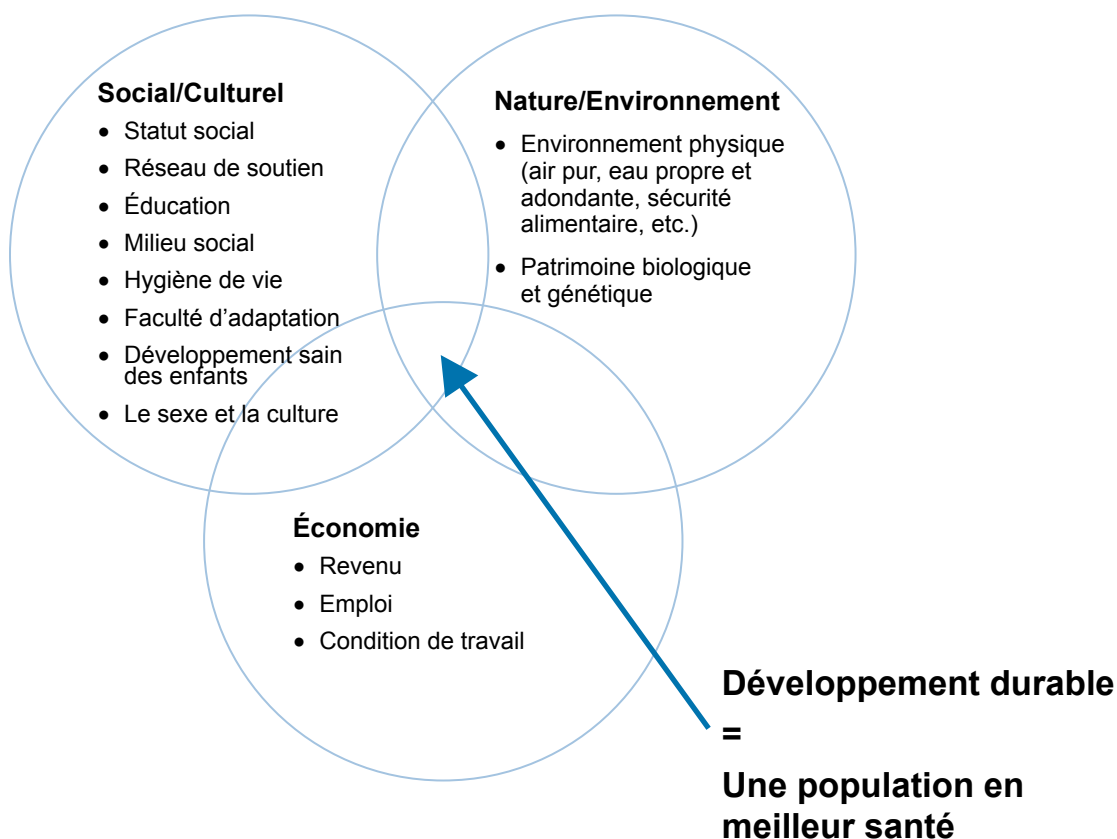 Social/Culturel
• Statut social
• Réseau de soutien
• Éducation
• Milieu social
• Hygiène de vie
• Faculté d'adaptation
• Développement sain
des enfants
• Le sexe et la culture
Nature/Environnement
• Environnement physique
(air pur, eau propre et
adondante, sécurité
alimentaire, etc.)
• Patrimoine biologique
et génétique
Économie
• Revenu
• Emploi
• Condition de travail
Développement durable
=
Une population en
meilleur santé